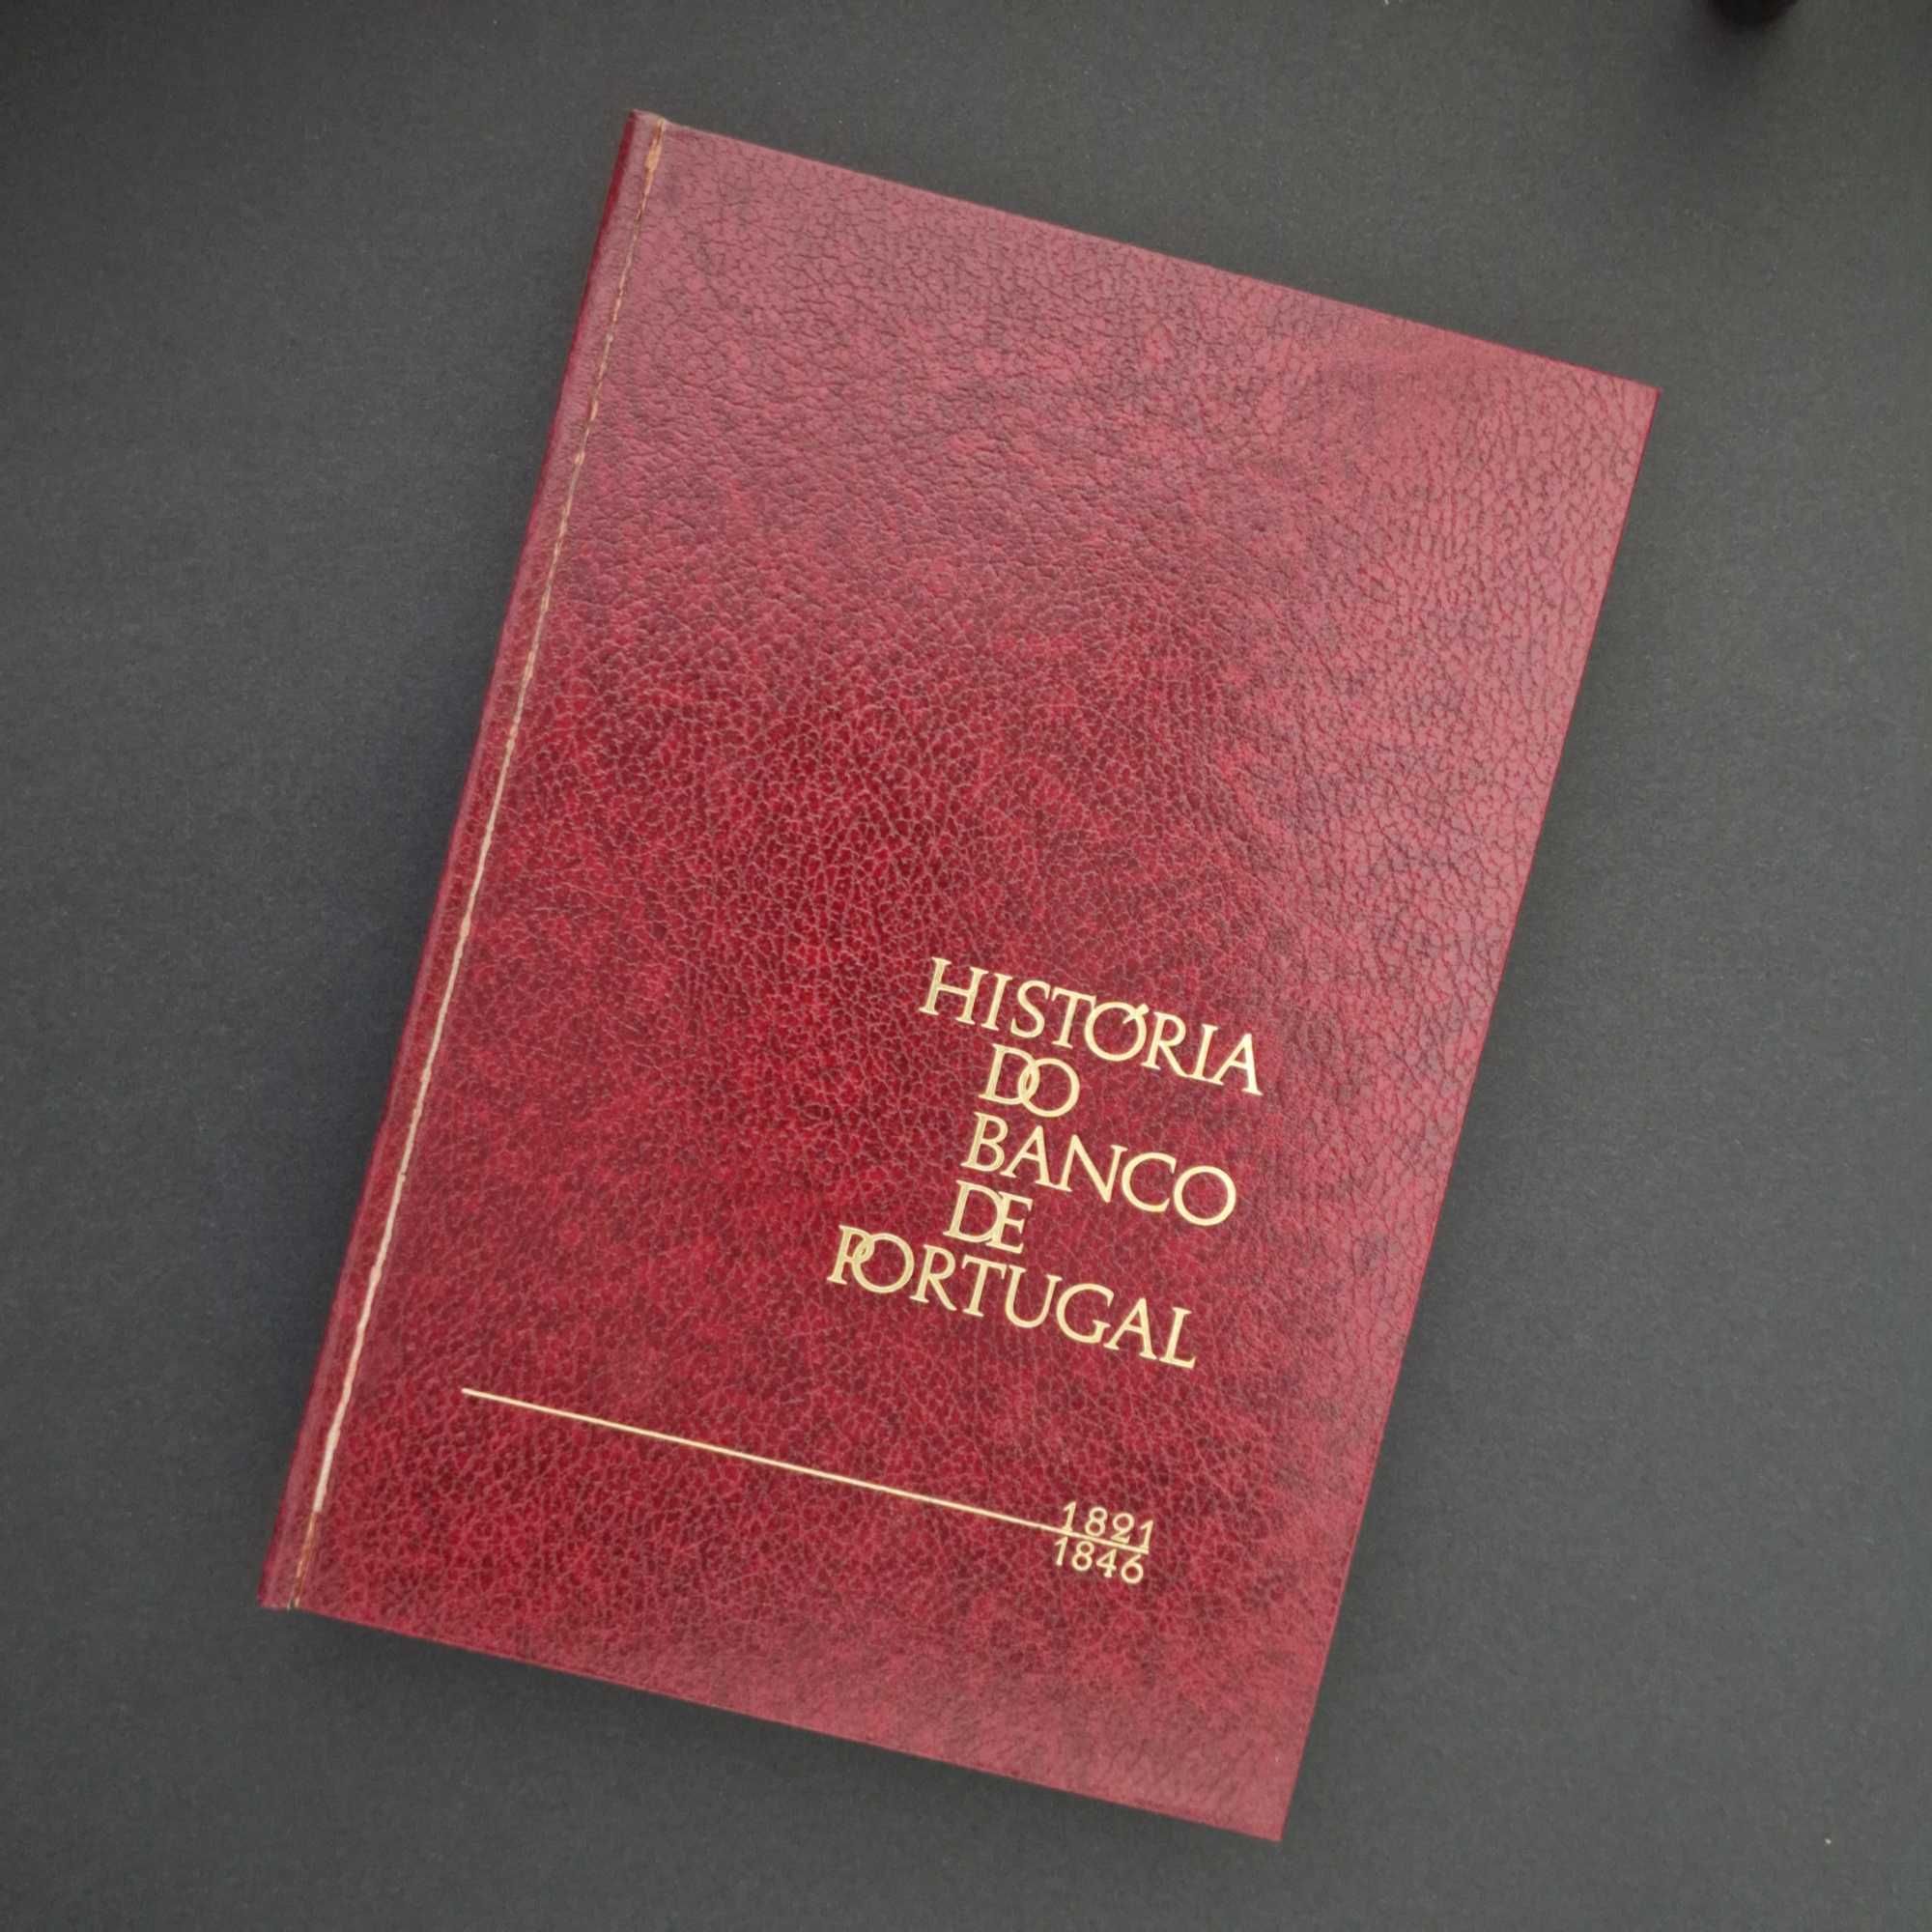 HISTÓRIA
DO
BANCO
DE
PORTUGAL
1821
1846